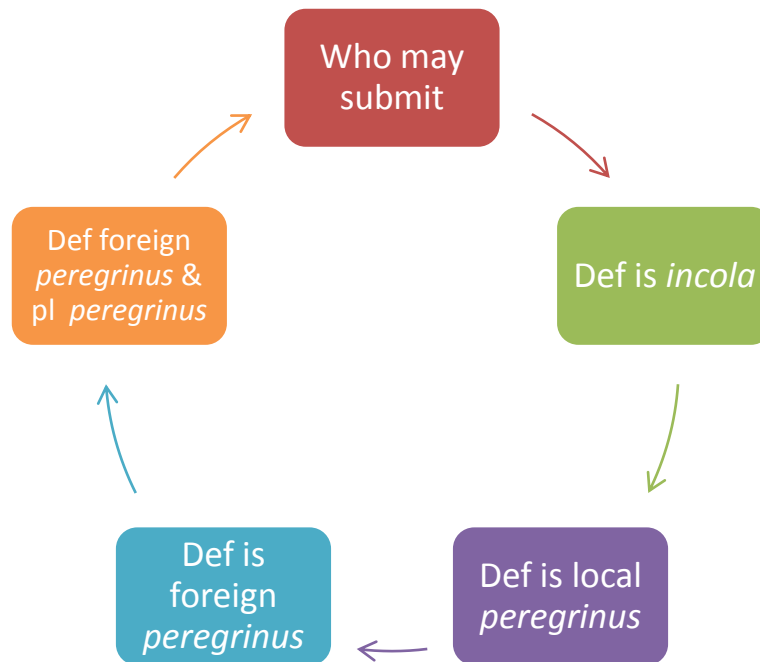 Who may
submit
Def is incola
Def is local
peregrinus
Def is
foreign
peregrinus
Def foreign
peregrinus &
pl peregrinus